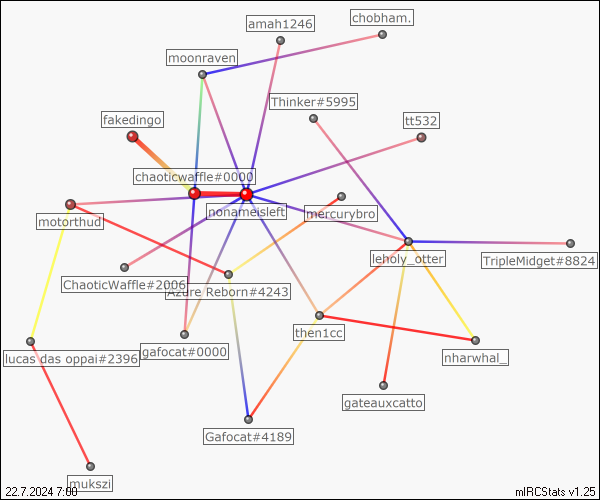 chobham.
amah1246
moonraven
Thinker#5995
fakedingo
tt532
chaoticwaffle#0000
nonameisleft
mercurybro
motorthud
leholy_otter
TripleMidget#8824
ChaoticWaffle#2006
Azure Reborn#4243
then1cc
gafocat#0000
lucas das oppai#2396
nharwhal_
gateauxcatto
Gafocat#4189
mukszi
22.7.2024 7:00
mIRCStats v1.25